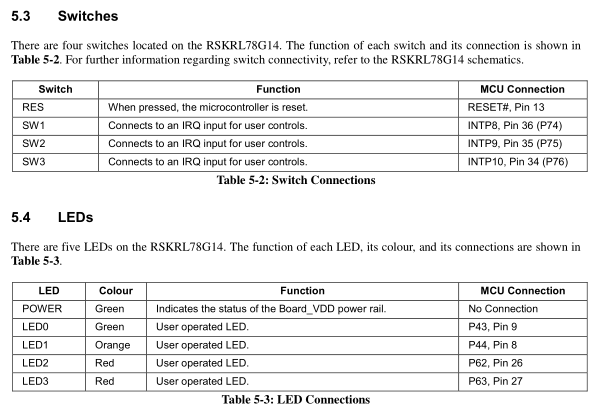 5.3 Switches
There are four switches located on the RSKRL78G14. The function of each switch and its connection is shown in
Table 5-2. For further information regarding switch connectivity, refer to the RSKRL78G14 schematics.
Switch Function MCU Connection
RES When pressed, the microcontroller is reset. RESET#, Pin 13
SW1 Connects to an IRQ input for user controls. INTP8, Pin 36 (P74)
SW2 Connects to an IRQ input for user controls. INTP9, Pin 35 (P75)
SW3 Connects to an IRQ input for user controls. INTP10, Pin 34 (P76)
Table 5-2: Switch Connections
5.4 LEDs
There are five LEDs on the RSKRL78G14. The function of each LED, its colour, and its connections are shown in
Table 5-3.
LED Colour Function MCU Connection
POWER Green Indicates the status of the Board_VDD power rail. No Connection
LED0 Green User operated LED. P43, Pin 9
LED1 Orange User operated LED. P44, Pin 8
LED2 Red User operated LED. P62, Pin 26
LED3 Red User operated LED. P63, Pin 27
Table 5-3: LED Connections